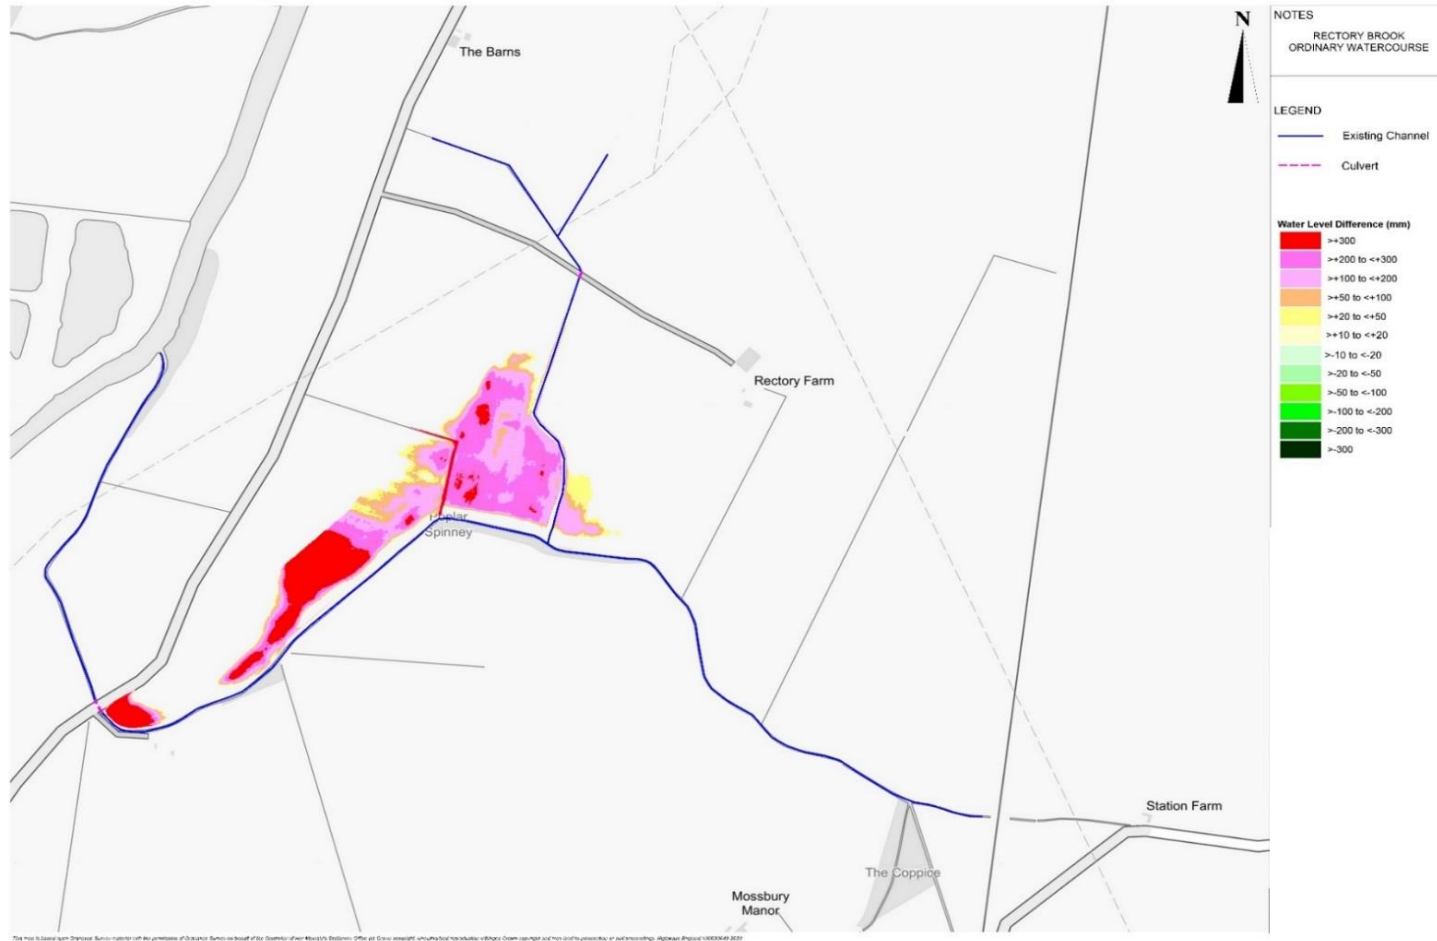 The Barns
N
NOTES
RECTORY BROOK
ORDINARY WATERCOURSE
LEGEND
Existing Channel
Culvert
Water Level Difference (mm)
>+300
>+200 to <+300
>+100 to <+200
>+50 to <+100
>+20 to <+50
>+10 to <+20
>-10 to <-20
>-20 to <-50
>-50 to <-100
>-100 to <-200
>-200 to <-300
>-300
Rectory Farm
Poplar
Spinney
Station Farm
The Coppice
Mossbury
Manor